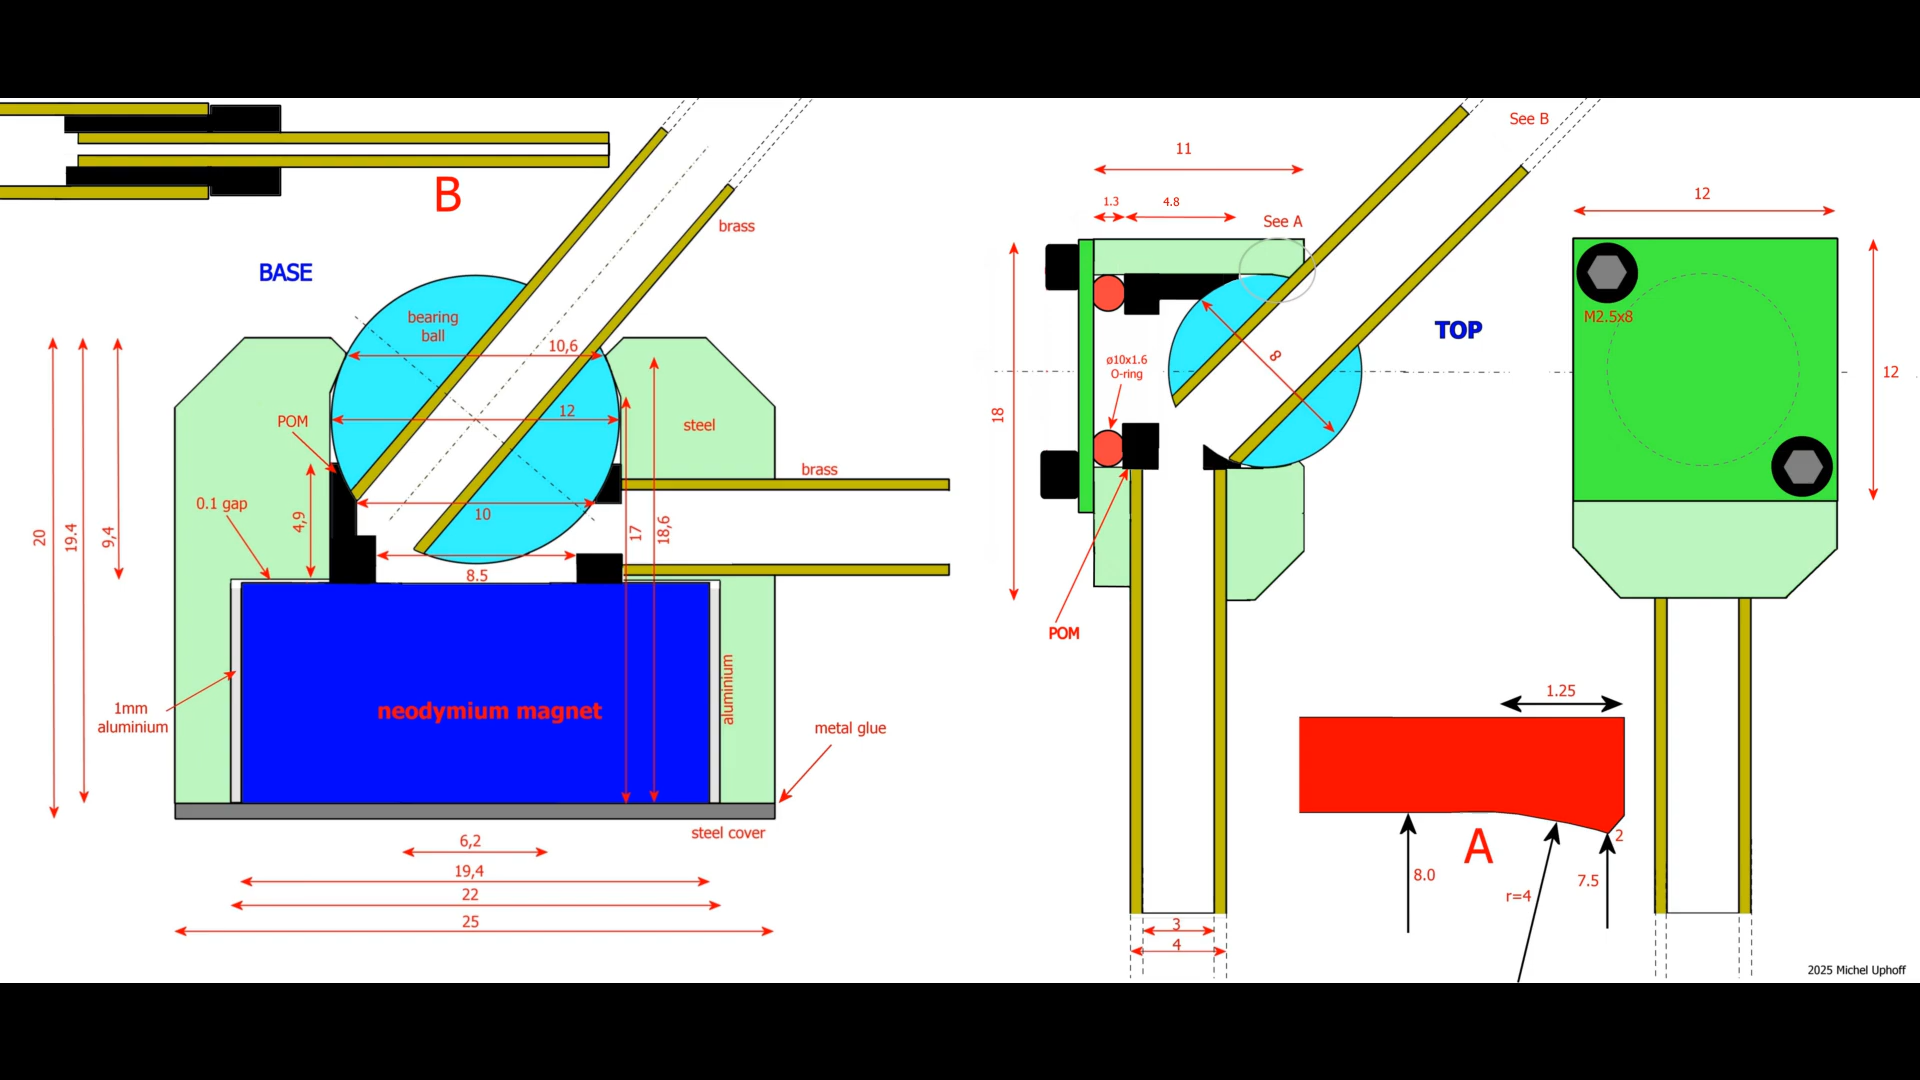 B
BASE
bearing
ball
brass
10,6
12
POM
steel
brass
0.1 gap
4,9
10
8.5
17
18,6
20
19.4
9,4
neodymium magnet
1mm
aluminium
aluminium
metal glue
steel cover
6,2
19,4
22
25
See B
11
1.3
4.8
See A
8
ø10x1.6
O-ring
18
POM
3
4
TOP
12
M2.5x8
12
1.25
A
2
8.0
r=4
7.5
2025 Michel Uphoff